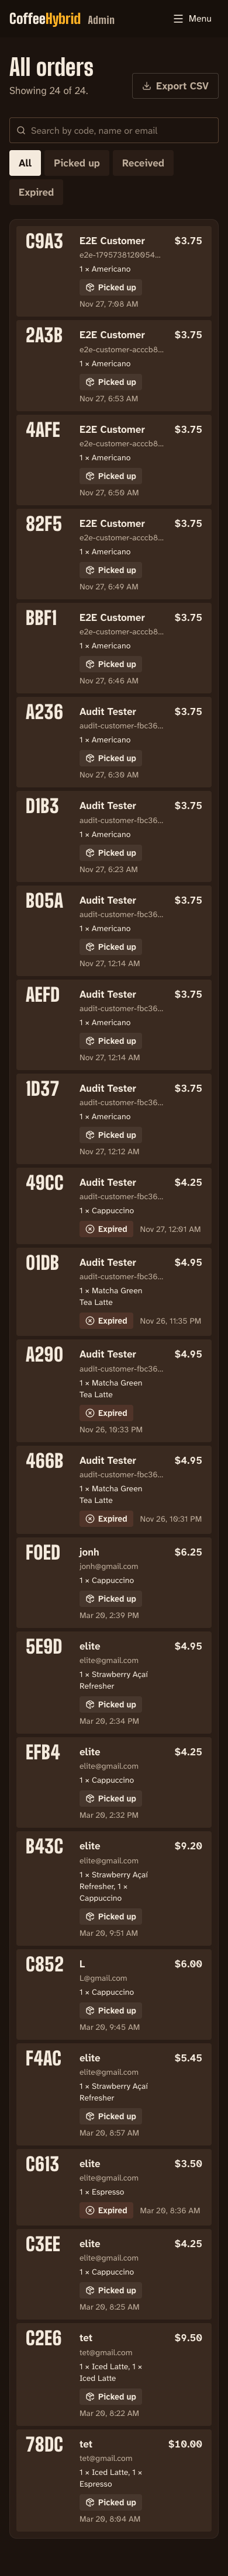 CoffeeHybrid Admin
Menu
All orders
Showing 24 of 24.
Export CSV
Search by code, name or email
All
Picked up
Received
Expired
C9A3 E2E Customer $3.75
e2e-1795738120054...
1 × Americano
Picked up
Nov 27, 7:08 AM
2A3B E2E Customer $3.75
e2e-customer-acccb8...
1 × Americano
Picked up
Nov 27, 6:53 AM
4AFE E2E Customer $3.75
e2e-customer-acccb8...
1 × Americano
Picked up
Nov 27, 6:50 AM
82F5 E2E Customer $3.75
e2e-customer-acccb8...
1 × Americano
Picked up
Nov 27, 6:49 AM
BBF1 E2E Customer $3.75
e2e-customer-acccb8...
1 × Americano
Picked up
Nov 27, 6:46 AM
A236 Audit Tester $3.75
audit-customer-fbc36...
1 × Americano
Picked up
Nov 27, 6:30 AM
D1B3 Audit Tester $3.75
audit-customer-fbc36...
1 × Americano
Picked up
Nov 27, 6:23 AM
B05A Audit Tester $3.75
audit-customer-fbc36...
1 × Americano
Picked up
Nov 27, 12:14 AM
AEFD Audit Tester $3.75
audit-customer-fbc36...
1 × Americano
Picked up
Nov 27, 12:14 AM
1D37 Audit Tester $3.75
audit-customer-fbc36...
1 × Americano
Picked up
Nov 27, 12:12 AM
49CC Audit Tester $4.25
audit-customer-fbc36...
1 × Cappuccino
Expired Nov 27, 12:01 AM
01DB Audit Tester $4.95
audit-customer-fbc36...
1 × Matcha Green
Tea Latte
Expired Nov 26, 11:35 PM
A290 Audit Tester $4.95
audit-customer-fbc36...
1 × Matcha Green
Tea Latte
Expired
Nov 26, 10:33 PM
466B Audit Tester $4.95
audit-customer-fbc36...
1 × Matcha Green
Tea Latte
Expired Nov 26, 10:31 PM
F0ED jonh $6.25
jonh@gmail.com
1 × Cappuccino
Picked up
Mar 20, 2:39 PM
5E9D elite $4.95
elite@gmail.com
1 × Strawberry Açaí
Refresher
Picked up
Mar 20, 2:34 PM
EFB4 elite $4.25
elite@gmail.com
1 × Cappuccino
Picked up
Mar 20, 2:32 PM
B43C elite $9.20
elite@gmail.com
1 × Strawberry Açaí
Refresher, 1 ×
Cappuccino
Picked up
Mar 20, 9:51 AM
C852 L $6.00
L@gmail.com
1 × Cappuccino
Picked up
Mar 20, 9:45 AM
F4AC elite $5.45
elite@gmail.com
1 × Strawberry Açaí
Refresher
Picked up
Mar 20, 8:57 AM
C613 elite $3.50
elite@gmail.com
1 × Espresso
Expired Mar 20, 8:36 AM
C3EE elite $4.25
elite@gmail.com
1 × Cappuccino
Picked up
Mar 20, 8:25 AM
C2E6 tet $9.50
tet@gmail.com
1 × Iced Latte, 1 ×
Iced Latte
Picked up
Mar 20, 8:22 AM
78DC tet $10.00
tet@gmail.com
1 × Iced Latte, 1 ×
Espresso
Picked up
Mar 20, 8:04 AM